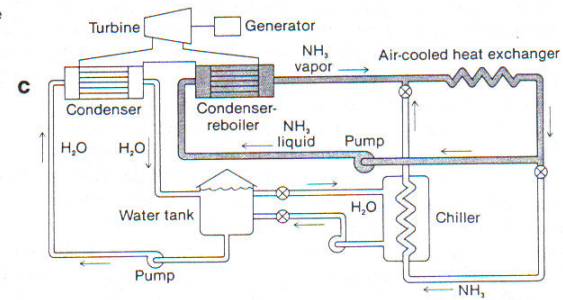 Turbine
Generator
NH₃
vapor
Air-cooled heat exchanger
C
Condenser
Condenser-
reboiler
NH₃
liquid
Pump
H₂O
H₂O
Water tank
H₂O
Chiller
Pump
NH₃